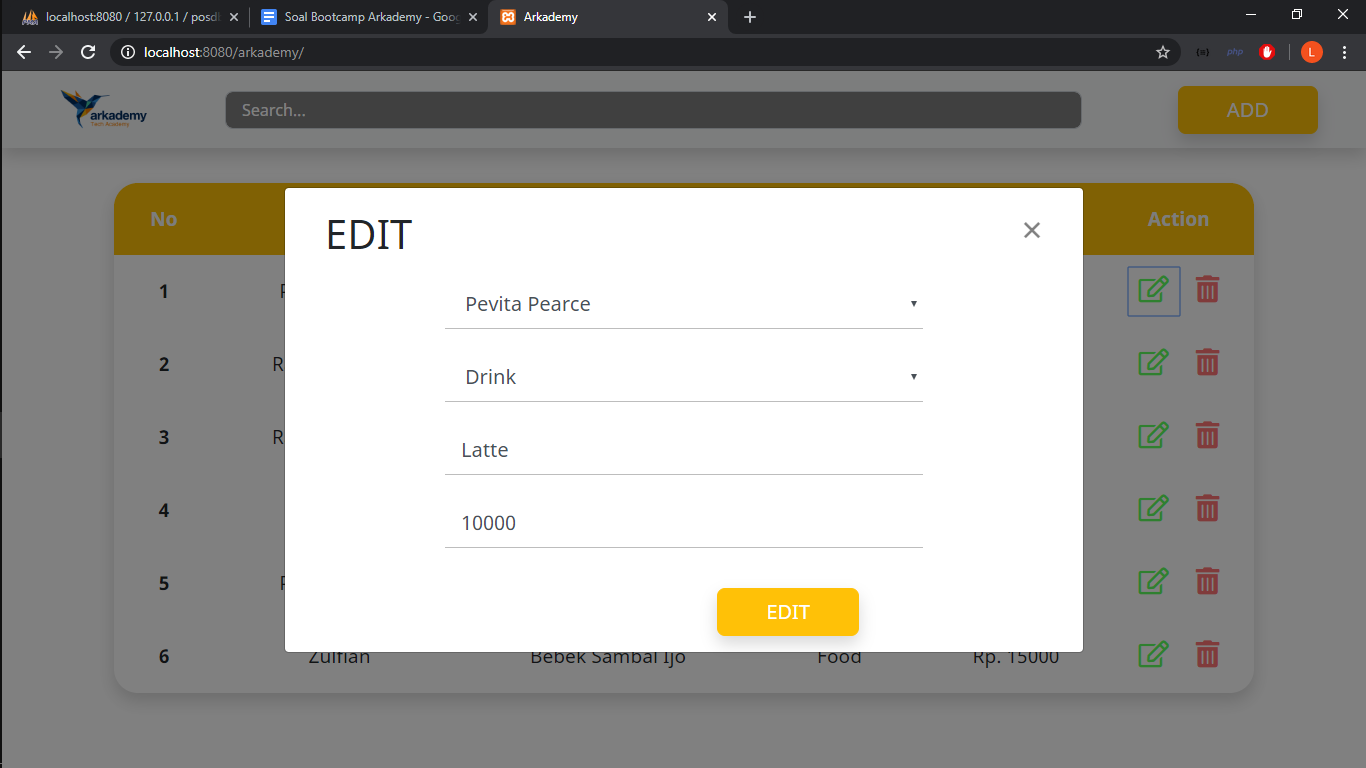 localhost:8080 / 127.0.0.1 / posd
Soal Bootcamp Arkademy - Goog
Arkademy
localhost:8080/arkademy/
php
L
arkademy
Tech Academy
Search...
ADD
No
Action
EDIT
1
Pevita Pearce
2
R
Drink
3
R
Latte
4
10000
5
EDIT
6
Zulfian
Bebek Sambal Ijo
Food
Rp. 15000